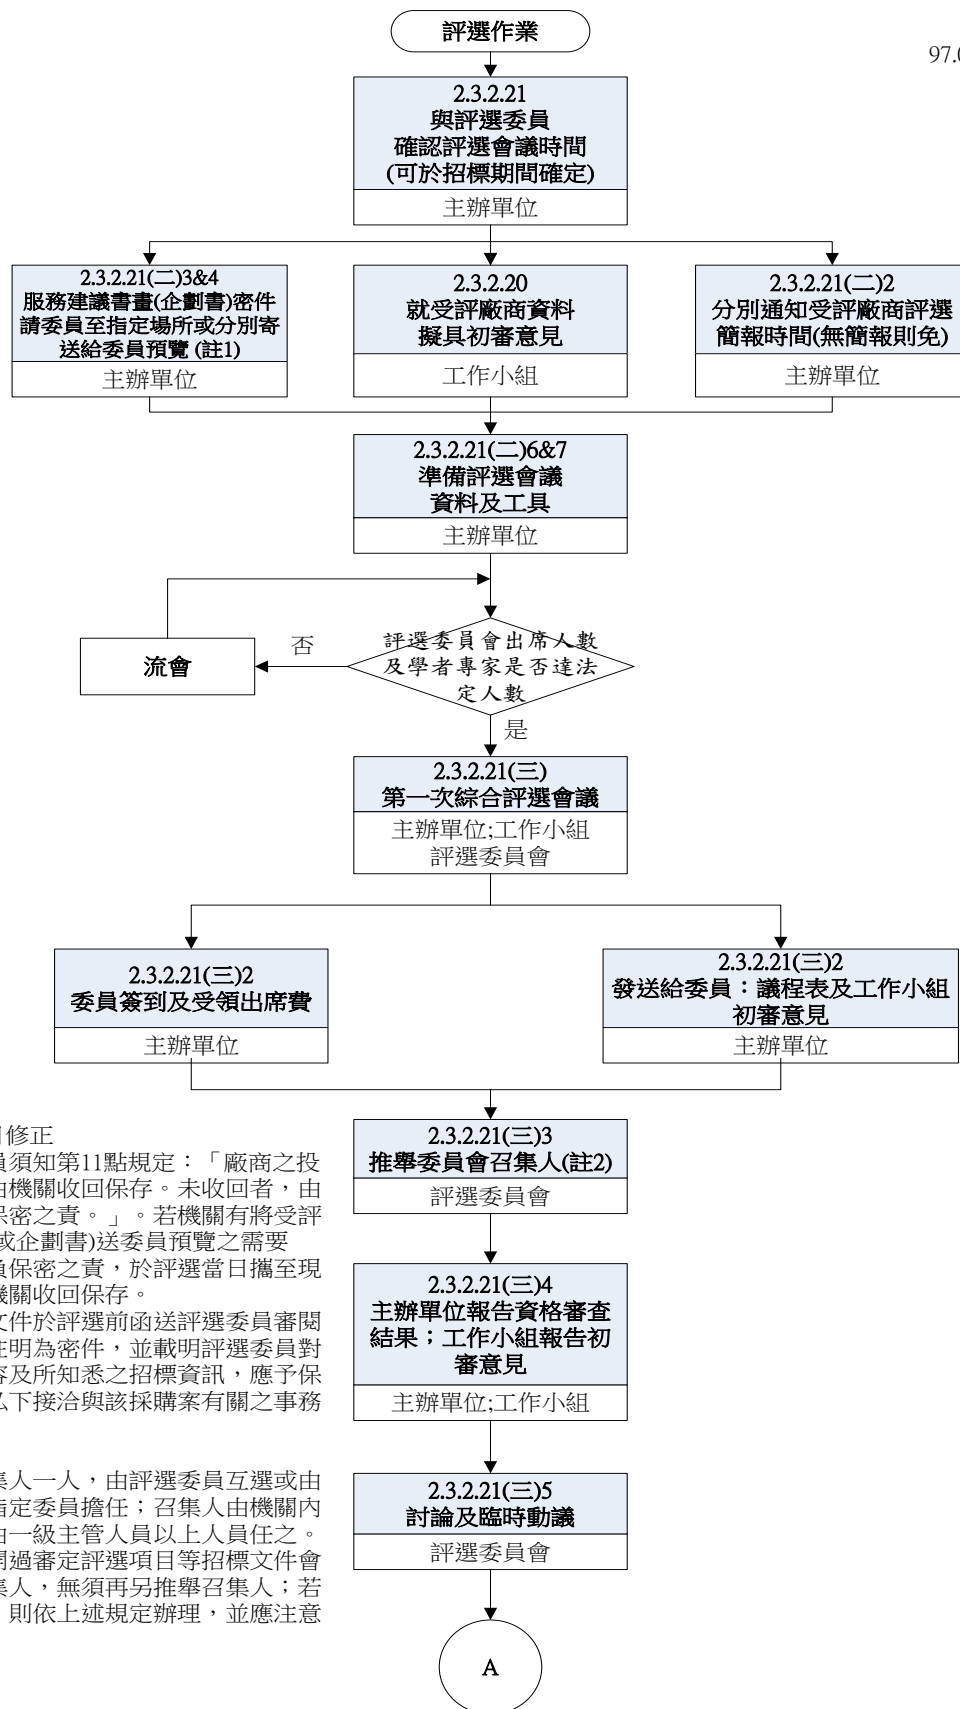 評選作業
97.0
2.3.2.21
與評選委員
確認評選會議時間
(可於招標期間確定)
主辦單位
2.3.2.21(二)3&4
服務建議書畫(企劃書)密件
請委員至指定場所或分別寄
送給委員預覽 (註1)
主辦單位
2.3.2.20
就受評廠商資料
擬具初審意見
工作小組
2.3.2.21(二)2
分別通知受評廠商評選
簡報時間(無簡報則免)
主辦單位
2.3.2.21(二)6&7
準備評選會議
資料及工具
主辦單位
評選委員會出席人數
及學者專家是否達法
定人數
否
流會
是
2.3.2.21(三)
第一次綜合評選會議
主辦單位;工作小組
評選委員會
2.3.2.21(三)2
委員簽到及受領出席費
主辦單位
2.3.2.21(三)2
發送給委員：議程表及工作小組
初審意見
主辦單位
2.3.2.21(三)3
推舉委員會召集人(註2)
評選委員會
2.3.2.21(三)4
主辦單位報告資格審查
結果；工作小組報告初
審意見
主辦單位;工作小組
2.3.2.21(三)5
討論及臨時動議
評選委員會
A
修正
員須知第11點規定：「廠商之投
由機關收回保存。未收回者，由
保密之責。」。若機關有將受評
或企劃書)送委員預覽之需要
負保密之責，於評選當日攜至現
機關收回保存。
文件於評選前函送評選委員審閱
註明為密件，並載明評選委員對
容及所知悉之招標資訊，應予保
私下接洽與該採購案有關之事務
集人一人，由評選委員互選或由
指定委員擔任；召集人由機關內
由一級主管人員以上人員任之。
開過審定評選項目等招標文件會
集人，無須再另推舉召集人；若
則依上述規定辦理，並應注意